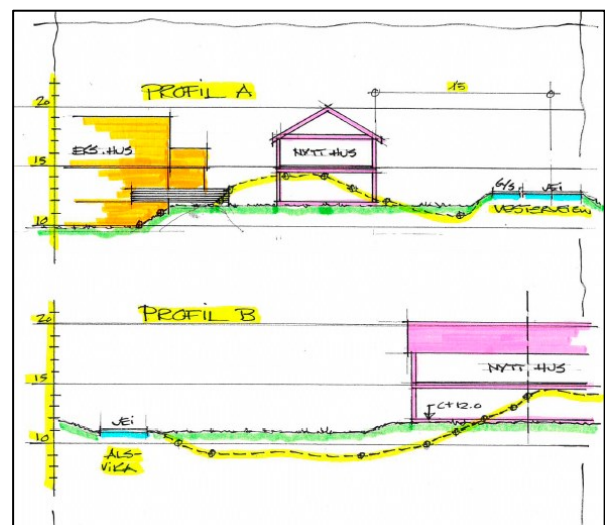 PROFIL A
15
20
EKS. HUS
NYTT HUS
15
G/S
VEI
VESTERVEIEN
10
PROFIL B
20
NYTT HUS
15
C+12.0
VEI
10
ALS-
VIKA